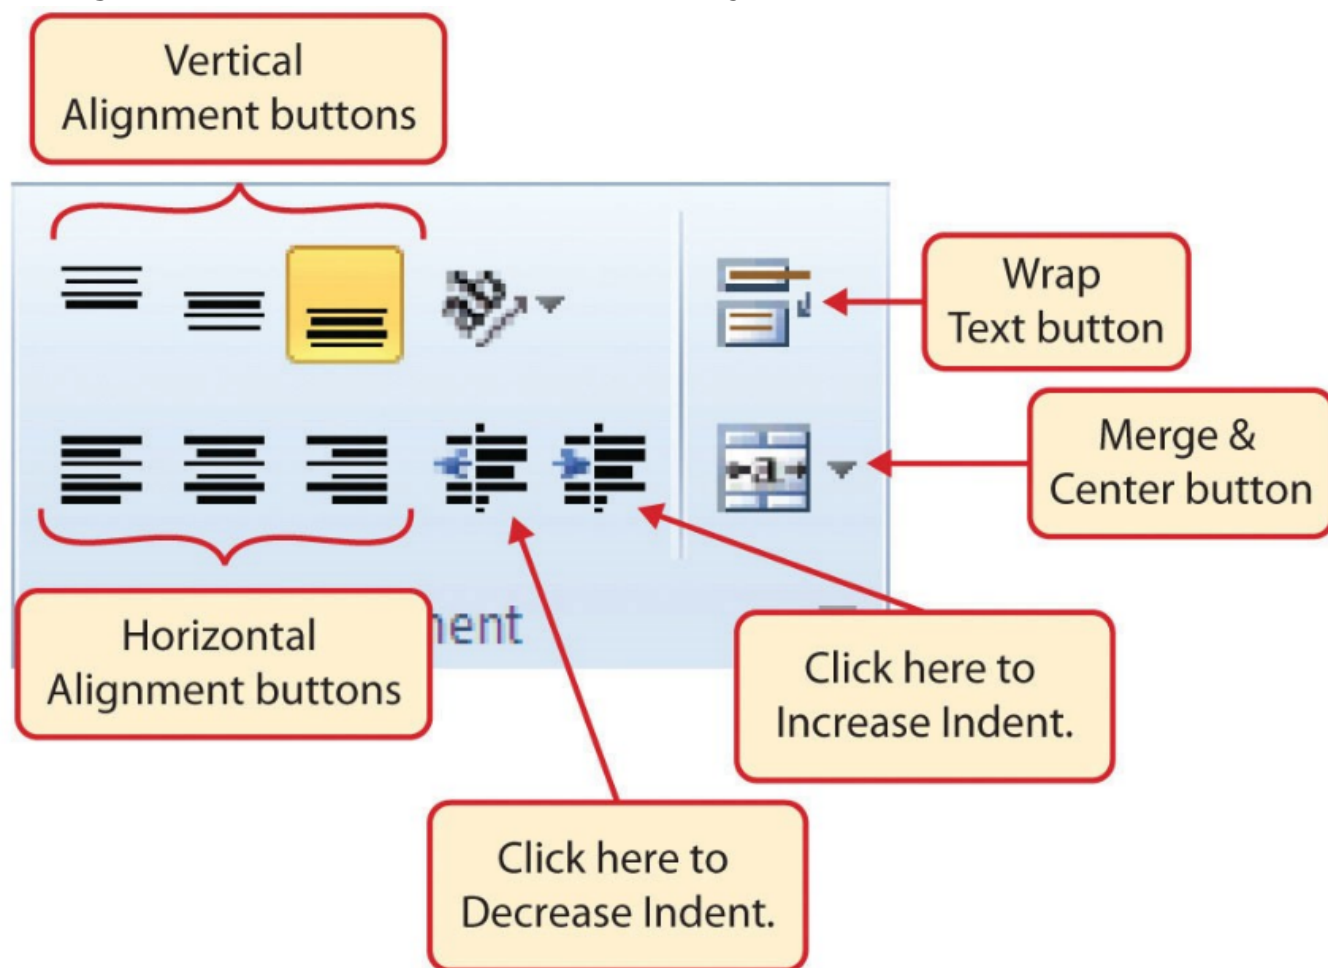 Vertical
Alignment buttons
Wrap
Text button
Merge &
Center button
Horizontal
Alignment buttons
Click here to
Increase Indent.
Click here to
Decrease Indent.